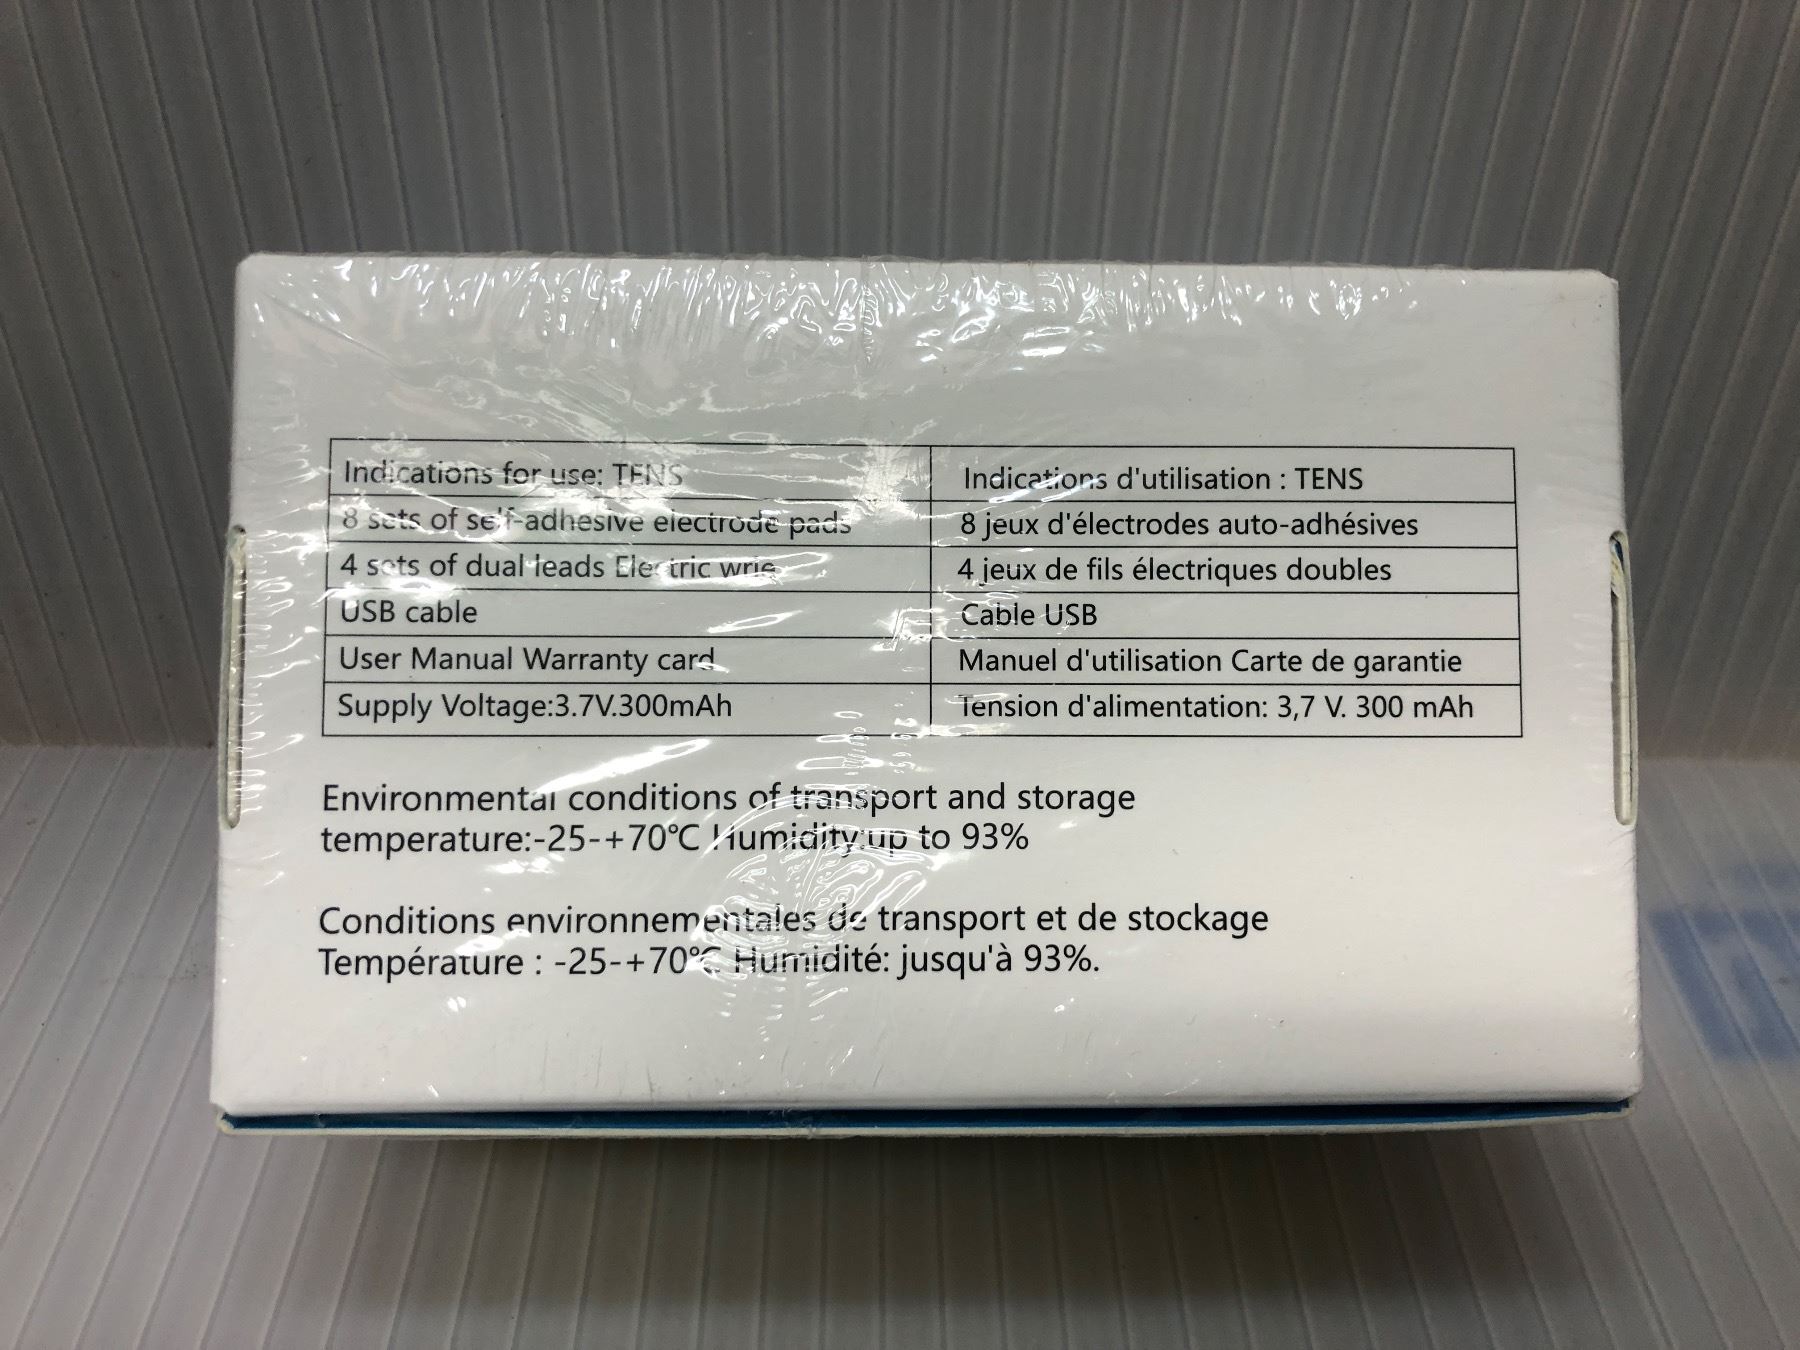 Indications for use: TENS
Indications d'utilisation : TENS
8 sets of self-adhesive electrode pads
8 jeux d'électrodes auto-adhésives
4 sets of dual leads Electric wrie
4 jeux de fils électriques doubles
USB cable
Cable USB
User Manual Warranty card
Manuel d'utilisation Carte de garantie
Supply Voltage:3.7V.300mAh
Tension d'alimentation: 3,7 V. 300 mAh
Environmental conditions of transport and storage
temperature:-25-+70℃ Humidity:up to 93%
Conditions environnementales de transport et de stockage
Température : -25-+70℃ Humidité: jusqu'à 93%.